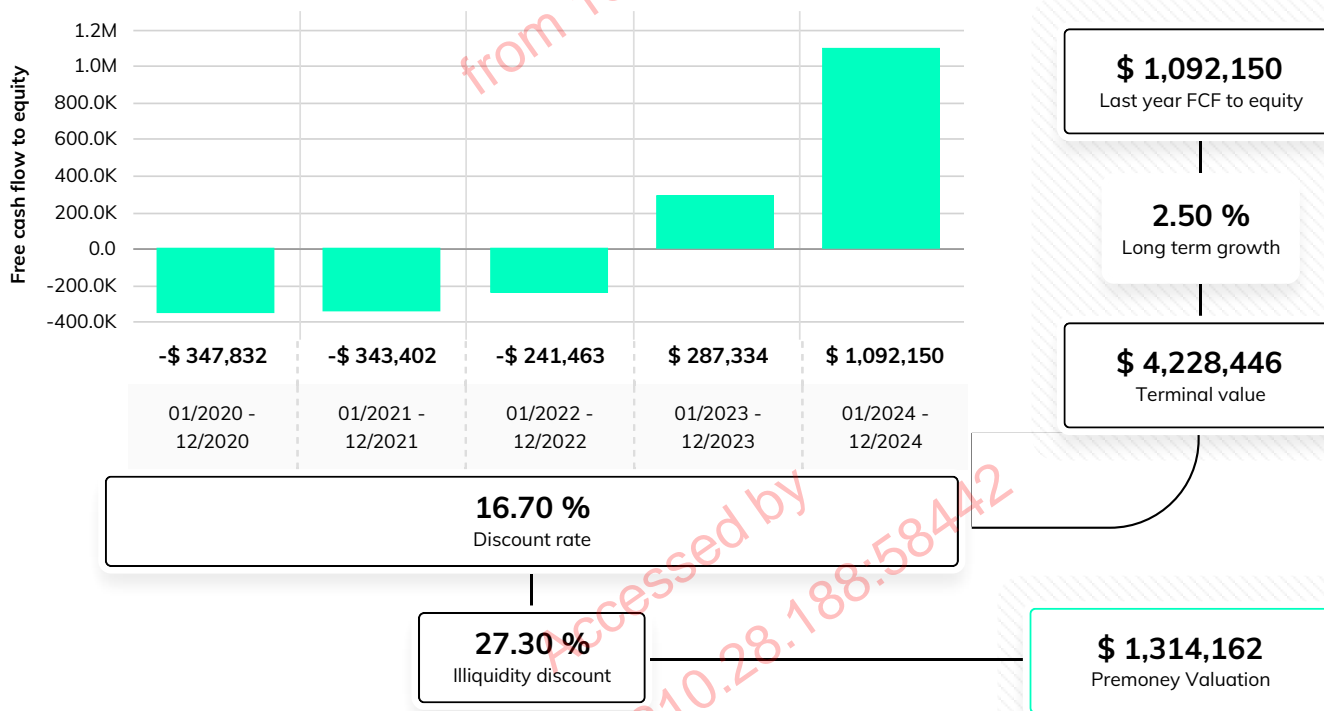 Free cash flow to equity
1.2M
1.0M
800.0K
600.0K
400.0K
200.0K
0.0
-200.0K
-400.0K
-$ 347,832
-$ 343,402
-$ 241,463
$ 287,334
$ 1,092,150
01/2020 -
12/2020
01/2021 -
12/2021
01/2022 -
12/2022
01/2023 -
12/2023
01/2024 -
12/2024
16.70 %
Discount rate
27.30 %
Illiquidity discount
$ 1,092,150
Last year FCF to equity
2.50 %
Long term growth
$ 4,228,446
Terminal value
$ 1,314,162
Premoney Valuation
from
Accessed by
10.28.188:58442